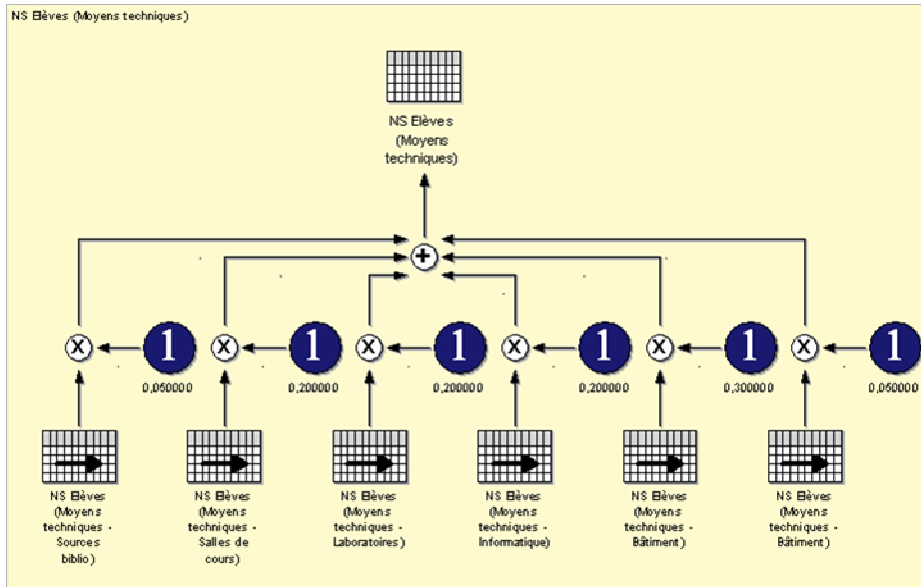 NS Elèves (Moyens techniques)
NS Elèves
(Moyens
techniques)
+
X 1 X 1 X 1 X 1 X 1 X 1
0,050000 0,200000 0,200000 0,200000 0,300000 0,050000
NS Elèves
(Moyens
techniques -
Sources
biblio)
NS Elèves
(Moyens
techniques -
Salles de
cours)
NS Elèves
(Moyens
techniques -
Laboratoires)
NS Elèves
(Moyens
techniques -
Informatique)
NS Elèves
(Moyens
techniques -
Bâtiment)
NS Elèves
(Moyens
techniques -
Bâtiment)